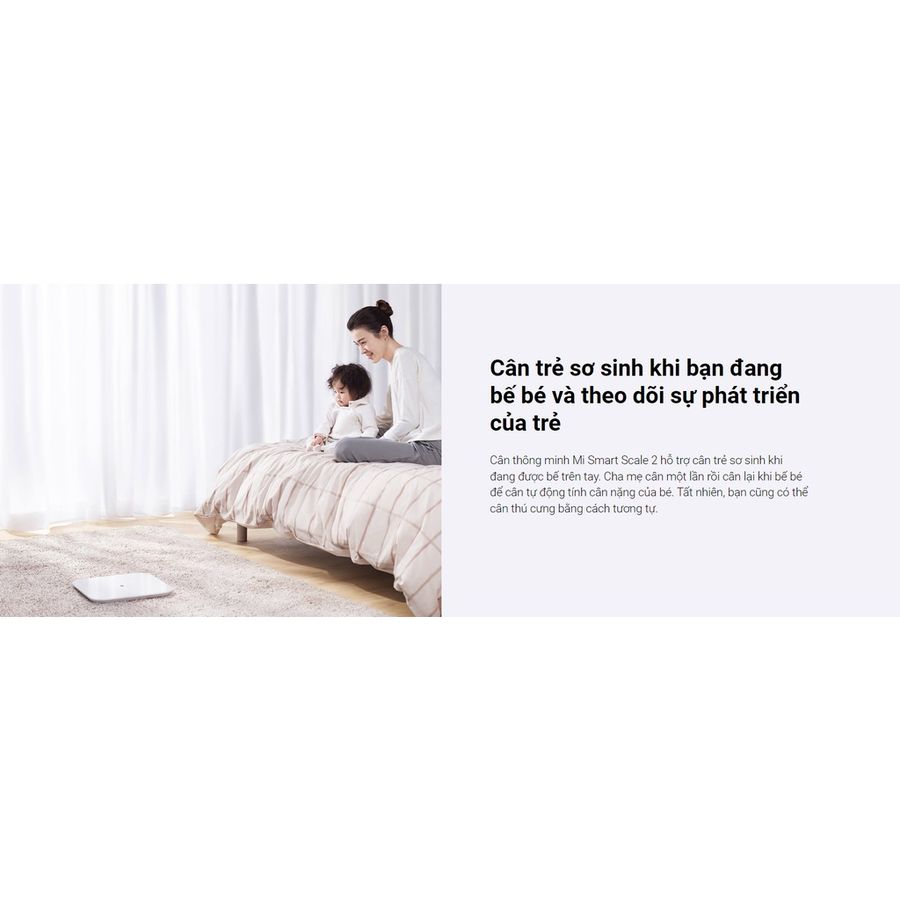 Cân trẻ sơ sinh khi bạn đang
bế bé và theo dõi sự phát triển
của trẻ
Cân thông minh Mi Smart Scale 2 hỗ trợ cân trẻ sơ sinh khi
đang được bế trên tay. Cha mẹ cân một lần rồi cân lại khi bế bé
để cân tự động tính cân nặng của bé. Tất nhiên, bạn cũng có thể
cân thú cưng bằng cách tương tự.